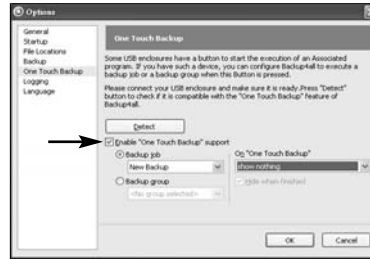 Options
General
Startup
File Locations
Backup
One Touch Backup
Logging
Language
One Touch Backup
Some USB enclosures have a button to start the execution of an Associated
program. If you have such a device, you can configure Backup4all to execute a
backup job or a backup group when this Button is pressed.
Please connect your USB enclosure and make sure it is ready.Press "Detect"
button to check if it is compatible with the "One Touch Backup" feature of
Backup4all.
Detect
Enable "One Touch Backup" support
Backup job
New Backup
Backup group
<No group selected>
On "One Touch Backup"
show nothing
Hide when finished
OK
Cancel